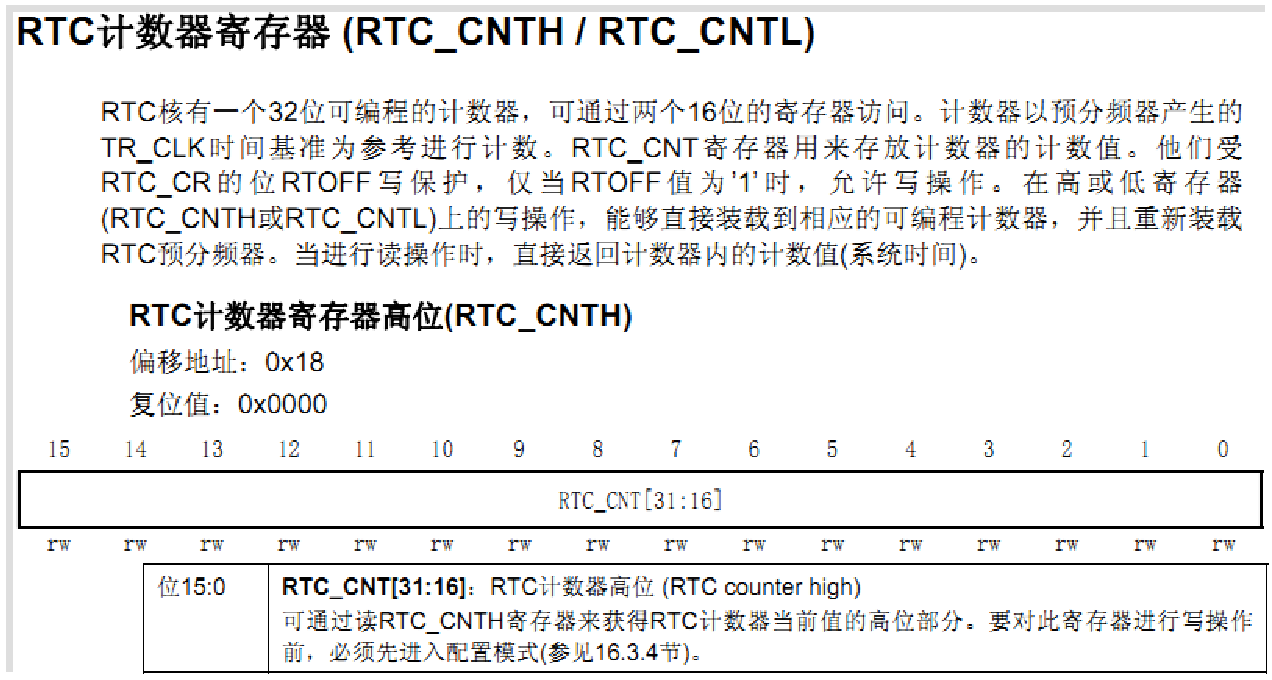 RTC计数器寄存器 (RTC_CNTH / RTC_CNTL)
RTC核有一个32位可编程的计数器，可通过两个16位的寄存器访问。计数器以预分频器产生的
TR_CLK时间基准为参考进行计数。RTC_CNT寄存器用来存放计数器的计数值。他们受
RTC_CR的位RTOFF写保护，仅当RTOFF值为'1'时，允许写操作。在高或低寄存器
(RTC_CNTH或RTC_CNTL)上的写操作，能够直接装载到相应的可编程计数器，并且重新装载
RTC预分频器。当进行读操作时，直接返回计数器内的计数值(系统时间)。
RTC计数器寄存器高位(RTC_CNTH)
偏移地址：0x18
复位值：0x0000
15 14 13 12 11 10 9 8 7 6 5 4 3 2 1 0
RTC_CNT[31:16]
rw rw rw rw rw rw rw rw rw rw rw rw rw rw rw rw
位15:0 RTC_CNT[31:16]：RTC计数器高位 (RTC counter high)
可通过读RTC_CNTH寄存器来获得RTC计数器当前值的高位部分。要对此寄存器进行写操作
前，必须先进入配置模式(参见16.3.4节)。